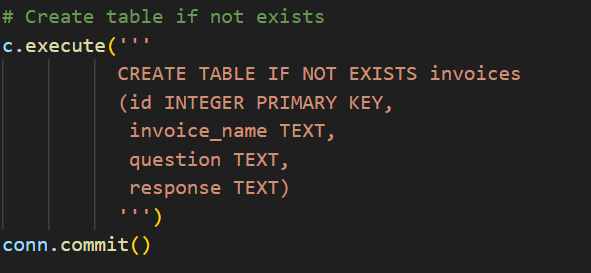 # Create table if not exists
c.execute('''
CREATE TABLE IF NOT EXISTS invoices
(id INTEGER PRIMARY KEY,
invoice_name TEXT,
question TEXT,
response TEXT)
''')
conn.commit()